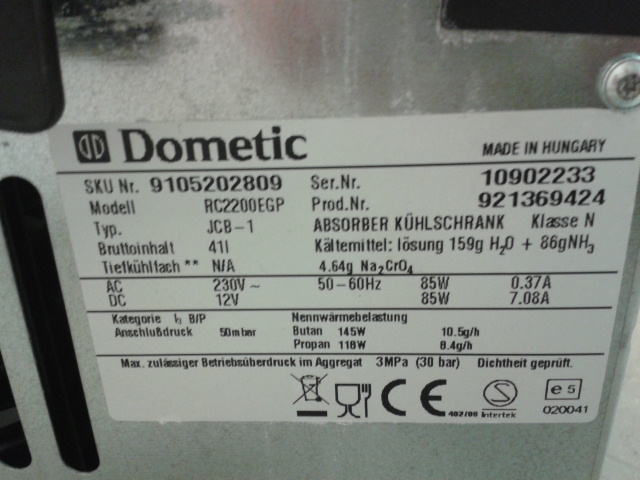 Dometic MADE IN HUNGARY
SKU Nr. 9105202809 Ser.Nr. 10902233
Modell RC2200EGP Prod.Nr. 921369424
Typ. JCB-1 ABSORBER KÜHLSCHRANK Klasse N
Bruttoinhalt 41l Kältemittel: lösung 159g H₂O + 86gNH₃
Tiefkühlfach ** N/A 4.64g Na₂CrO₄
AC 230V ~ 50-60Hz 85W 0.37A
DC 12V 85W 7.08A
Kategorie I₃ B/P Nennwärmebelastung
Anschlußdruck 50mbar Butan 145W 10.5g/h
Propan 118W 8.4g/h
Max. zulässiger Betriebsüberdruck im Aggregat 3MPa (30 bar) Dichtheit geprüft.
CE 402/08 S Intertek e5
020041